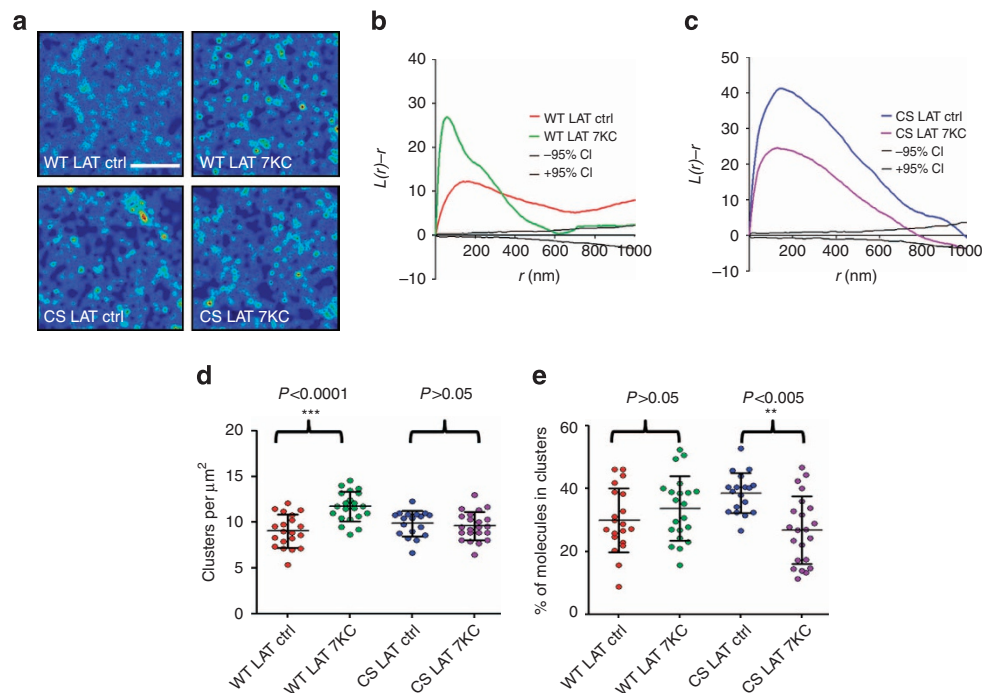 a
WT LAT ctrl
WT LAT 7KC
CS LAT ctrl
CS LAT 7KC
b
40
30
20
10
0
–10
L(r)–r
200 400 600 800 1000
r (nm)
WT LAT ctrl
WT LAT 7KC
–95% CI
+95% CI
c
50
40
30
20
10
0
–10
L(r)–r
200 400 600 800 1000
r (nm)
CS LAT ctrl
CS LAT 7KC
–95% CI
+95% CI
d
P<0.0001
***
P>0.05
20
15
10
5
0
Clusters per µm²
WT LAT ctrl
WT LAT 7KC
CS LAT ctrl
CS LAT 7KC
e
P>0.05
P<0.005
**
60
40
20
0
% of molecules in clusters
WT LAT ctrl
WT LAT 7KC
CS LAT ctrl
CS LAT 7KC